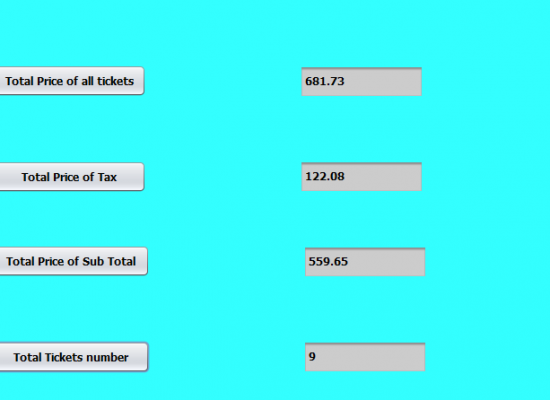 Total Price of all tickets 681.73
Total Price of Tax 122.08
Total Price of Sub Total 559.65
Total Tickets number 9